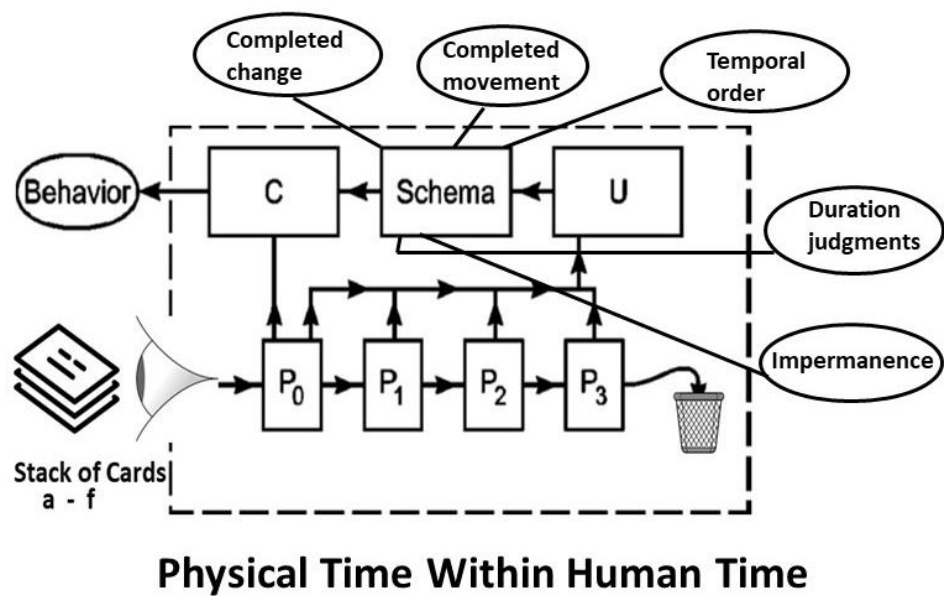 Completed
change
Completed
movement
Temporal
order
Behavior
C
Schema
U
Duration
judgments
P0
P1
P2
P3
Impermanence
Stack of Cards
a - f
Physical Time Within Human Time